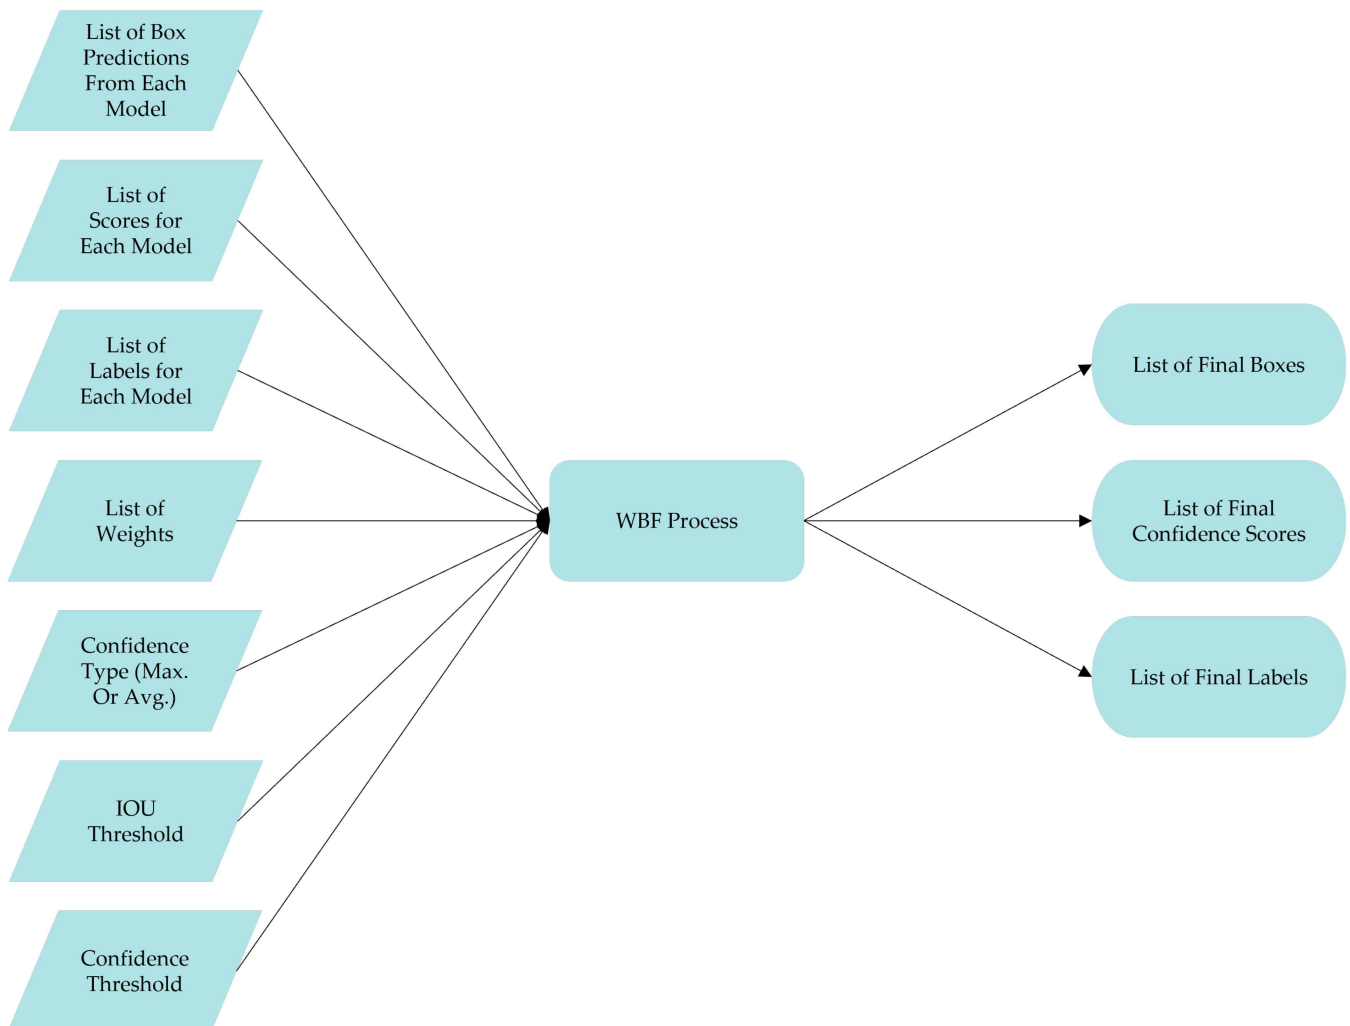 List of Box
Predictions
From Each
Model
List of
Scores for
Each Model
List of
Labels for
Each Model
List of
Weights
Confidence
Type (Max.
Or Avg.)
IOU
Threshold
Confidence
Threshold
WBF Process
List of Final Boxes
List of Final
Confidence Scores
List of Final Labels